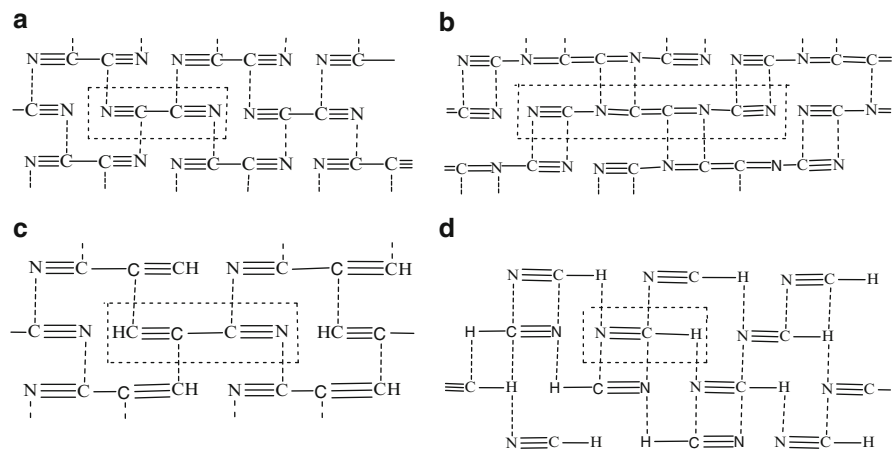 a
N≡C—C≡N N≡C—C≡N N≡C—
—C≡N N≡C—C≡N N≡C—C≡N
N≡C—C≡N N≡C—C≡N N≡C—C≡
b
N≡C—N=C=C=N—C≡N N≡C—N=C=C=
=C≡N N≡C—N=C=C=N—C≡N N≡C—N=
C=N—C≡N N≡C—N=C=C=N—C≡N
c
N≡C—C≡CH N≡C—C≡CH
—C≡N HC≡C—C≡N HC≡C—
N≡C—C≡CH N≡C—C≡CH
d
N≡C—H N≡C—H N≡C—H
H—C≡N N≡C—H N≡C—H
≡C—H H—C≡N N≡C—H N≡C—
N≡C—H H—C≡N N≡C—H